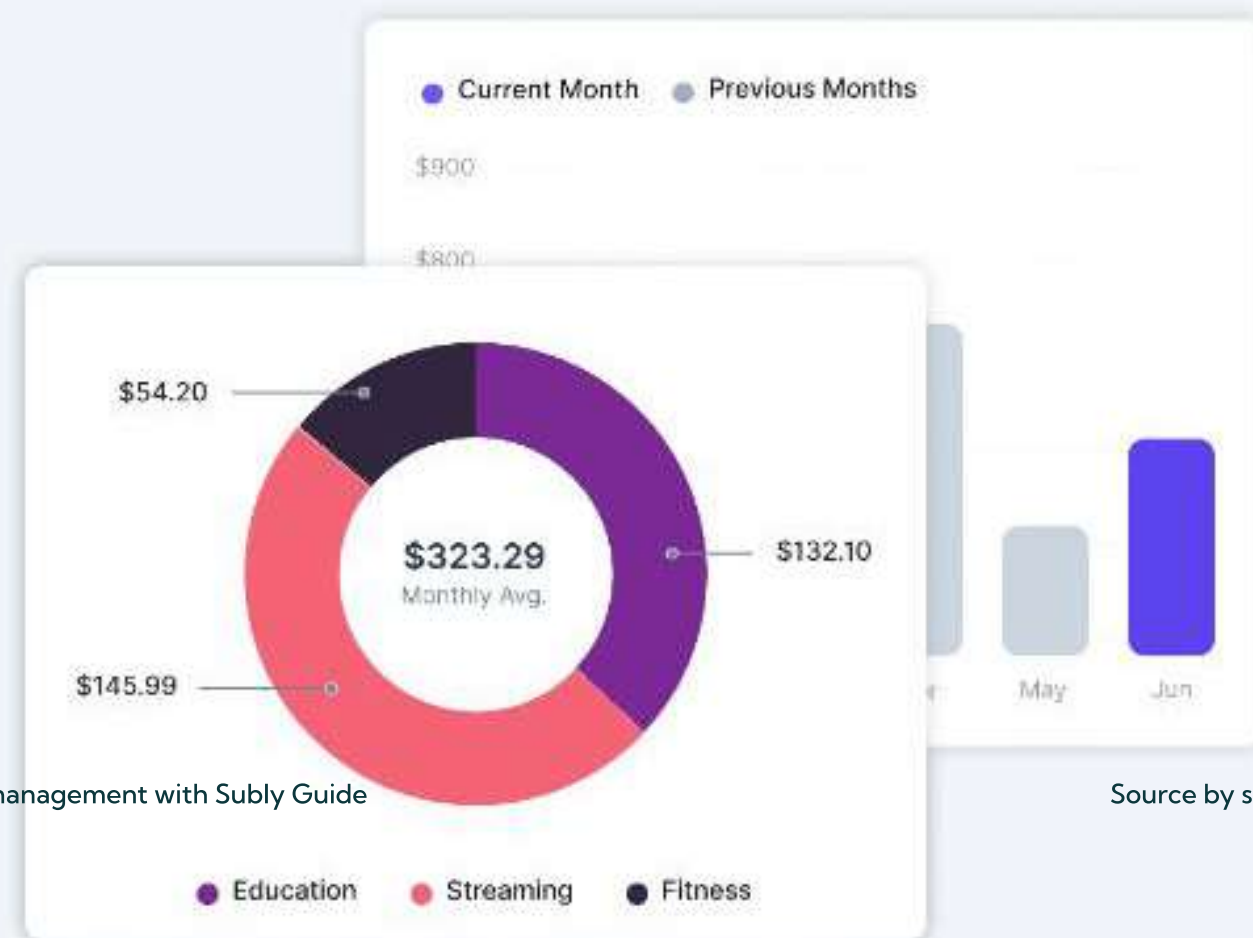 Current Month
Previous Months
$900
$800
$54.20
$323.29
Monthly Avg.
$132.10
$145.99
May
Jun
management with Subly Guide
Source by s
Education
Streaming
Fitness